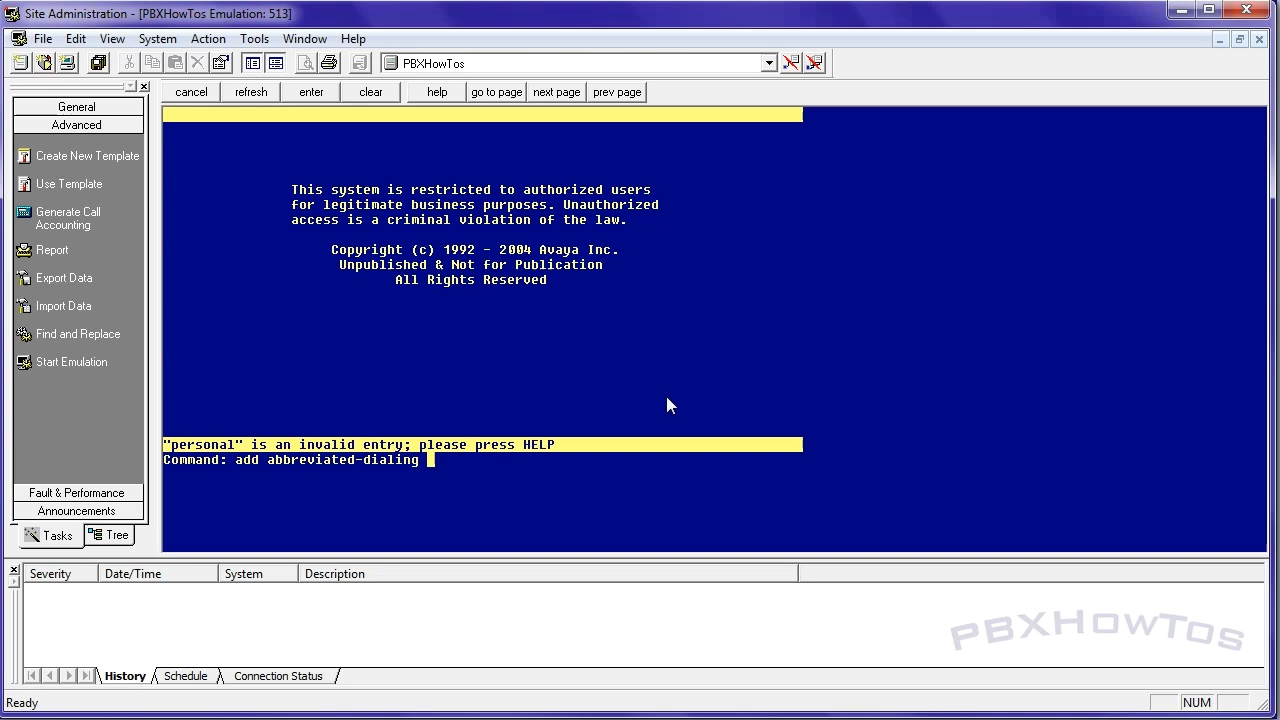 Site Administration - [PBXHowTos Emulation: 513]
File Edit View System Action Tools Window Help
PBXHowTos
cancel refresh enter clear help go to page next page prev page
General
Advanced
Create New Template
Use Template
Generate Call
Accounting
Report
Export Data
Import Data
Find and Replace
Start Emulation
Fault & Performance
Announcements
Tasks Tree
This system is restricted to authorized users
for legitimate business purposes. Unauthorized
access is a criminal violation of the law.
Copyright (c) 1992 - 2004 Avaya Inc.
Unpublished & Not for Publication
All Rights Reserved
"personal" is an invalid entry; please press HELP
Command: add abbreviated-dialing
Severity Date/Time System Description
PBXHowTos
History Schedule Connection Status
Ready NUM